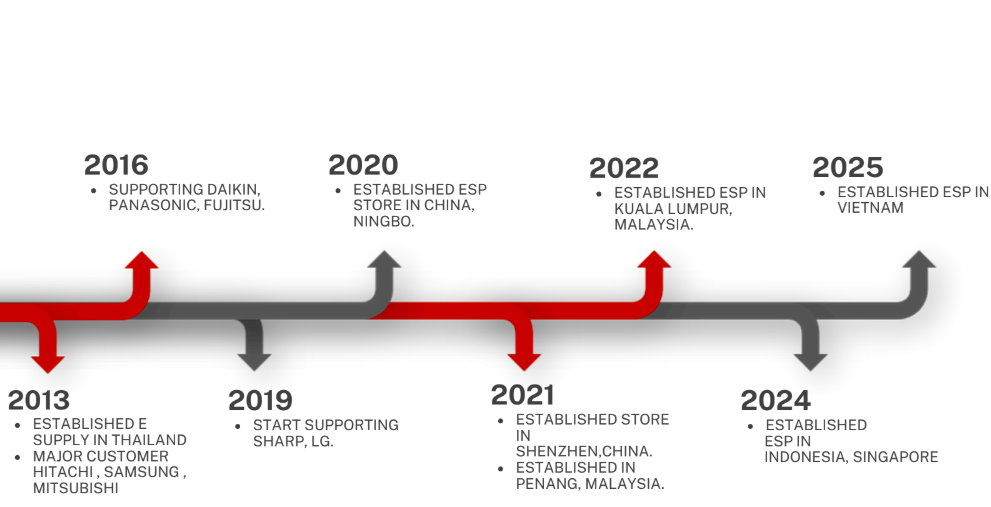 2016
• SUPPORTING DAIKIN,
PANASONIC, FUJITSU.
2020
• ESTABLISHED ESP
STORE IN CHINA,
NINGBO.
2022
• ESTABLISHED ESP IN
KUALA LUMPUR,
MALAYSIA.
2025
• ESTABLISHED ESP IN
VIETNAM
2013
• ESTABLISHED E
SUPPLY IN THAILAND
• MAJOR CUSTOMER
HITACHI , SAMSUNG ,
MITSUBISHI
2019
• START SUPPORTING
SHARP, LG.
2021
• ESTABLISHED STORE
IN
SHENZHEN,CHINA.
• ESTABLISHED IN
PENANG, MALAYSIA.
2024
• ESTABLISHED
ESP IN
INDONESIA, SINGAPORE